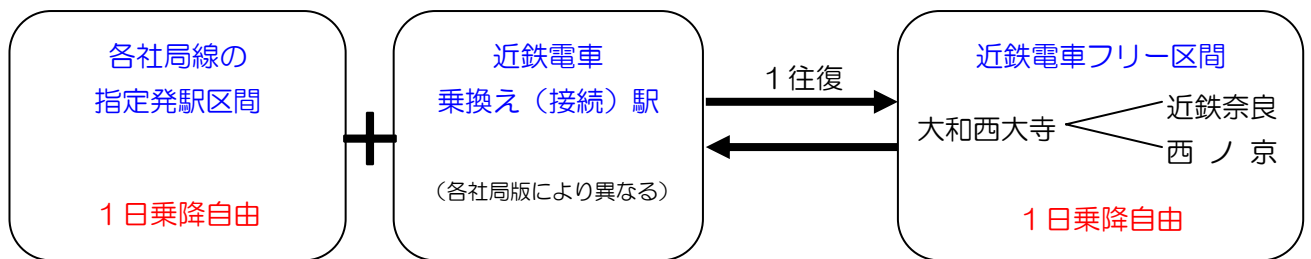 各社局線の
指定発駅区間
１日乗降自由
近鉄電車
乗換え（接続）駅
（各社局版により異なる）
１往復
近鉄電車フリー区間
大和西大寺
近鉄奈良
西ノ京
１日乗降自由